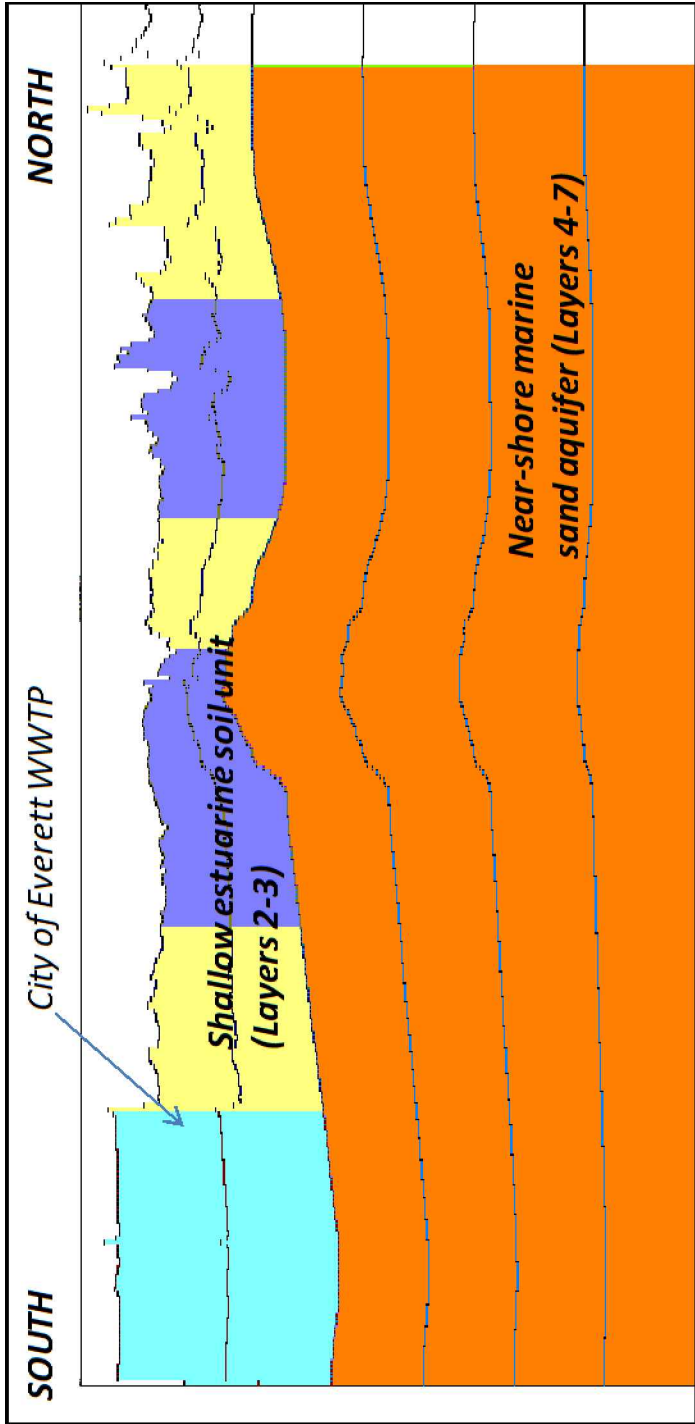 SOUTH
City of Everett WWTP
NORTH
Shallow estuarine soil unit
(Layers 2-3)
Near-shore marine
sand aquifer (Layers 4-7)